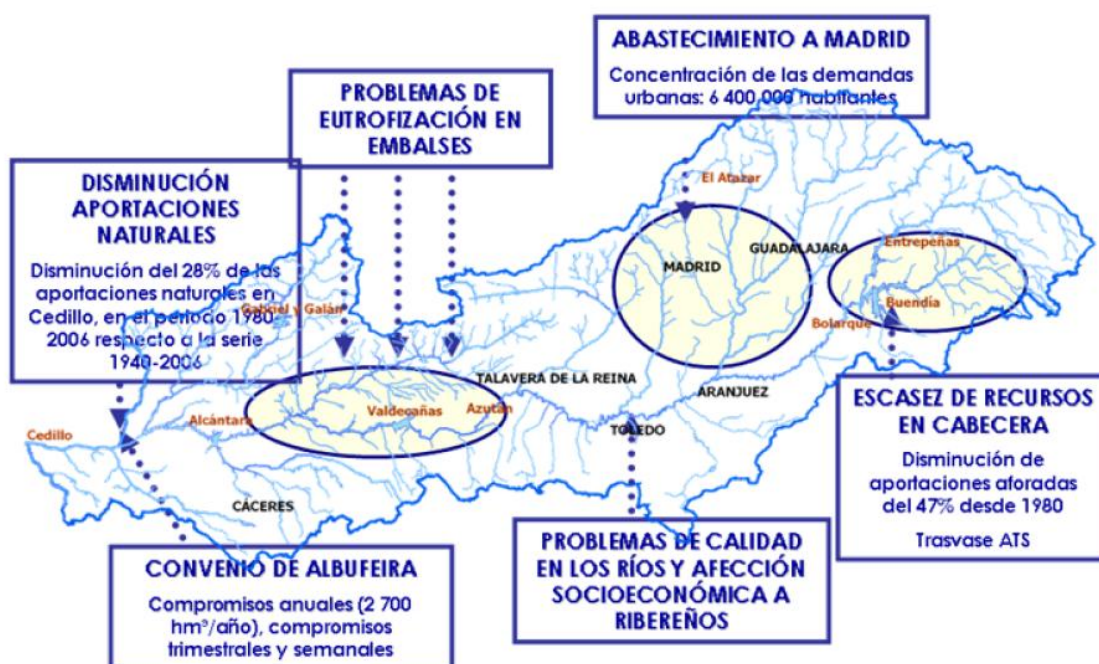 ABASTECIMIENTO A MADRID
Concentración de las demandas
urbanas: 6 400 000 habitantes
PROBLEMAS DE
EUTROFIZACIÓN EN
EMBALSES
DISMINUCIÓN
APORTACIONES
NATURALES
Disminución del 28% de las
aportaciones naturales en
Cedillo, en el periodo 1980-
2006 respecto a la serie
1940-2006
El Atazar
GUADALAJARA
Entrepeñas
MADRID
Buendía
Bolarque
Gabriel y Galán
TALAVERA DE LA REINA
ARANJUEZ
Valdecañas
Azután
Alcántara
TOLEDO
Cedillo
CÁCERES
ESCASEZ DE RECURSOS
EN CABECERA
Disminución de
aportaciones aforadas
del 47% desde 1980
Trasvase ATS
PROBLEMAS DE CALIDAD
EN LOS RÍOS Y AFECCIÓN
SOCIOECONÓMICA A
RIBEREÑOS
CONVENIO DE ALBUFEIRA
Compromisos anuales (2 700
hm³/año), compromisos
trimestrales y semanales